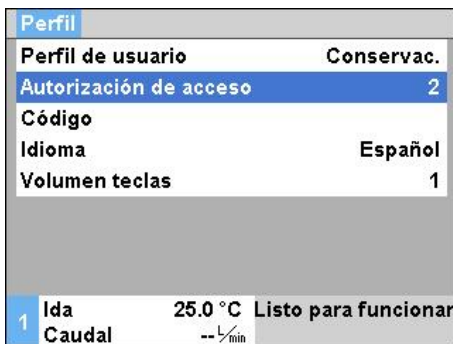 Perfil
Perfil de usuario Conservac.
Autorización de acceso 2
Código
Idioma Español
Volumen teclas 1
1 Ida 25.0 °C Listo para funcionar
Caudal -- L/min